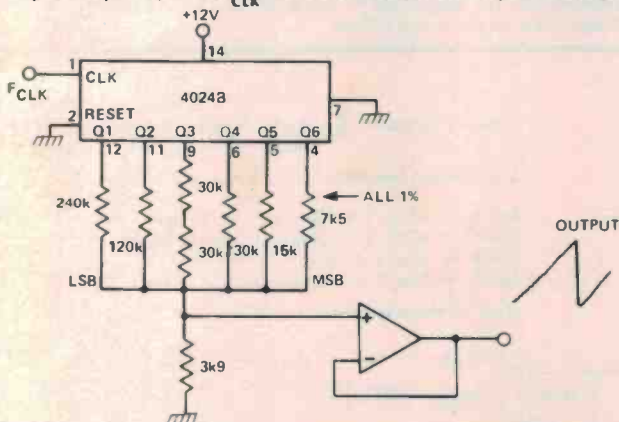 CLK
+12V
14
1
F CLK
CLK
4024B
7
2
RESET
Q1 Q2 Q3 Q4 Q5 Q6
12 11 9 6 5 4
30k
ALL 1%
240k
7k5
OUTPUT
120k
30k
30k
15k
LSB
MSB
+
−
3k9